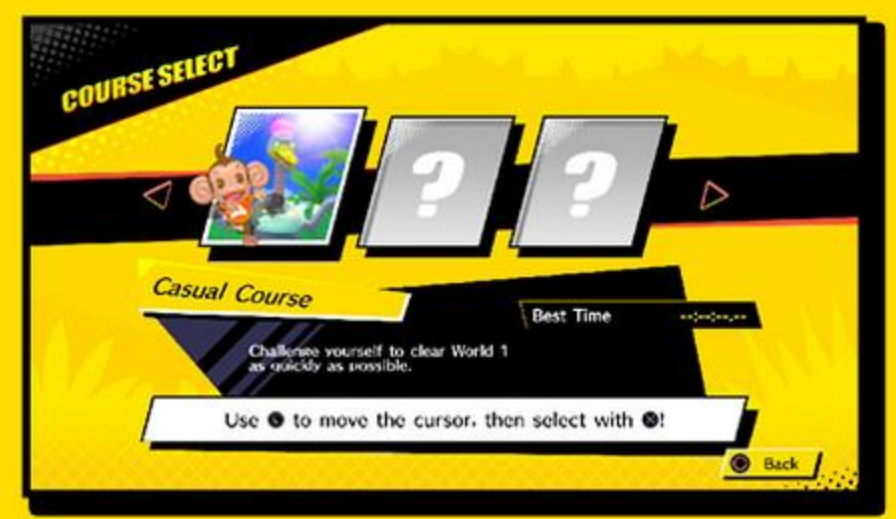 COURSE SELECT
?
?
Casual Course
Best Time --:--:--.--
Challenge yourself to clear World 1
as quickly as possible.
Use L to move the cursor, then select with ⊗!
Back